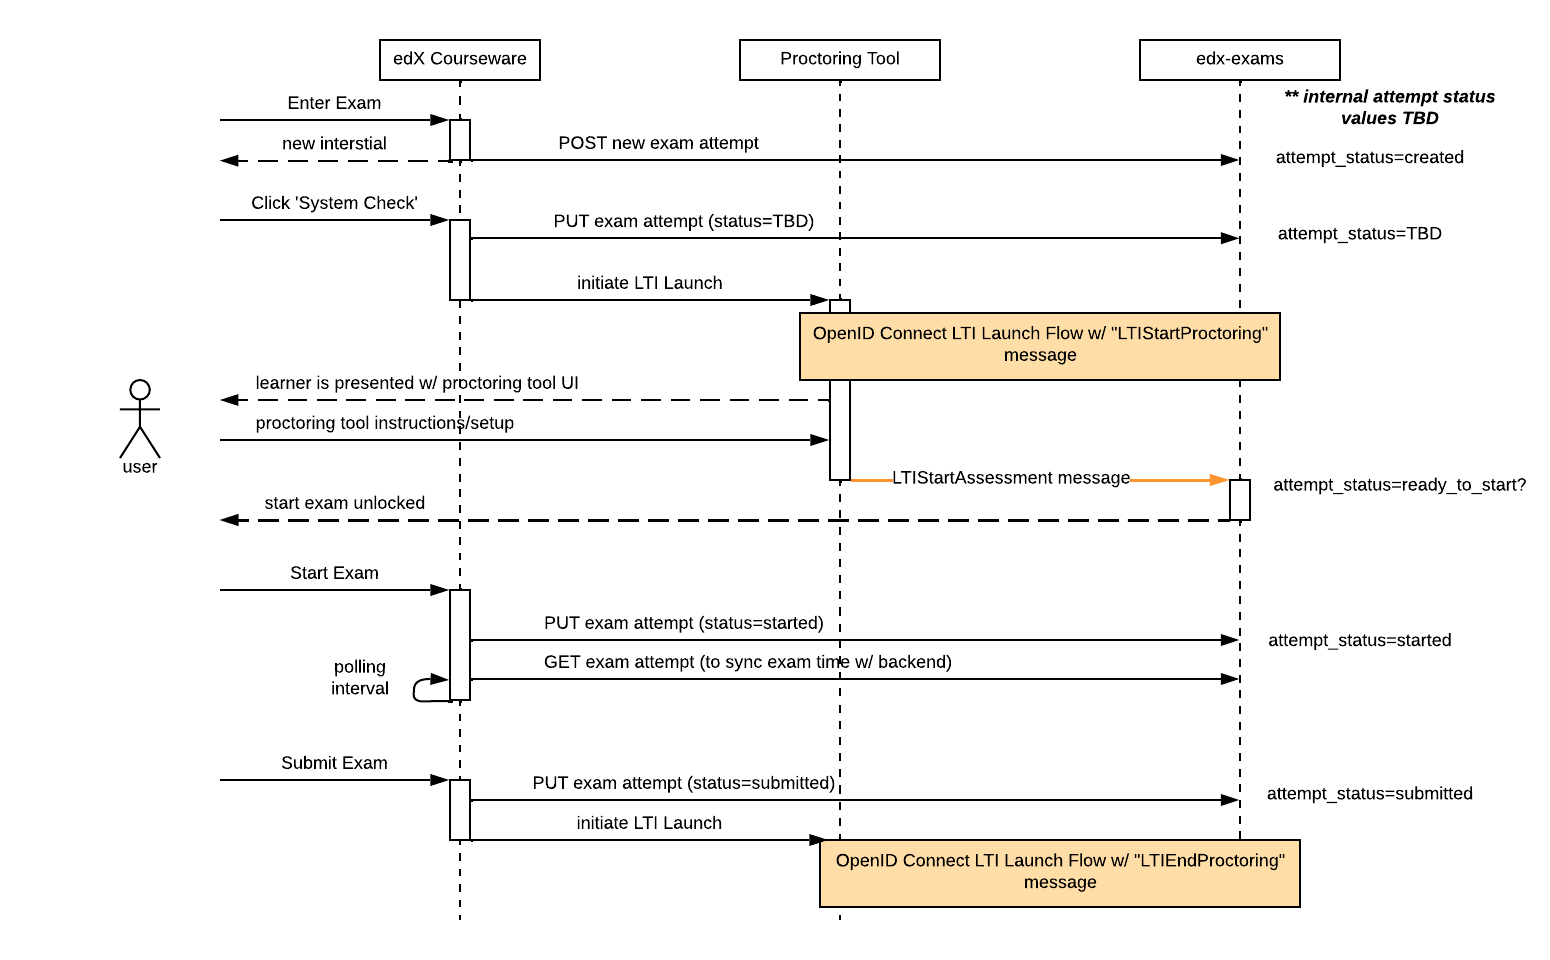 edX Courseware
Proctoring Tool
edx-exams
** internal attempt status
values TBD
Enter Exam
new interstial
POST new exam attempt
attempt_status=created
Click 'System Check'
PUT exam attempt (status=TBD)
attempt_status=TBD
initiate LTI Launch
OpenID Connect LTI Launch Flow w/ "LTIStartProctoring"
message
learner is presented w/ proctoring tool UI
proctoring tool instructions/setup
user
LTIStartAssessment message
attempt_status=ready_to_start?
start exam unlocked
Start Exam
PUT exam attempt (status=started)
attempt_status=started
GET exam attempt (to sync exam time w/ backend)
polling
interval
Submit Exam
PUT exam attempt (status=submitted)
attempt_status=submitted
initiate LTI Launch
OpenID Connect LTI Launch Flow w/ "LTIEndProctoring"
message